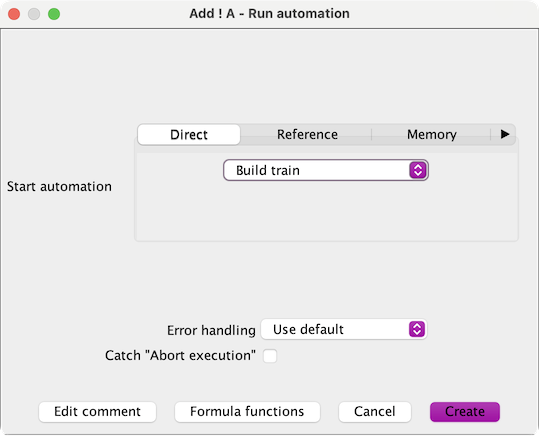 Add ! A - Run automation
Direct Reference Memory
Build train
Start automation
Error handling Use default
Catch "Abort execution"
Edit comment Formula functions Cancel Create